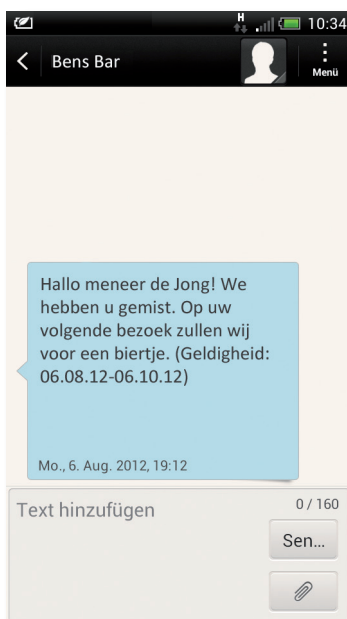 H
10:34
Bens Bar
Menü
Hallo meneer de Jong! We
hebben u gemist. Op uw
volgende bezoek zullen wij
voor een biertje. (Geldigheid:
06.08.12-06.10.12)
Mo., 6. Aug. 2012, 19:12
Text hinzufügen
0 / 160
Sen...